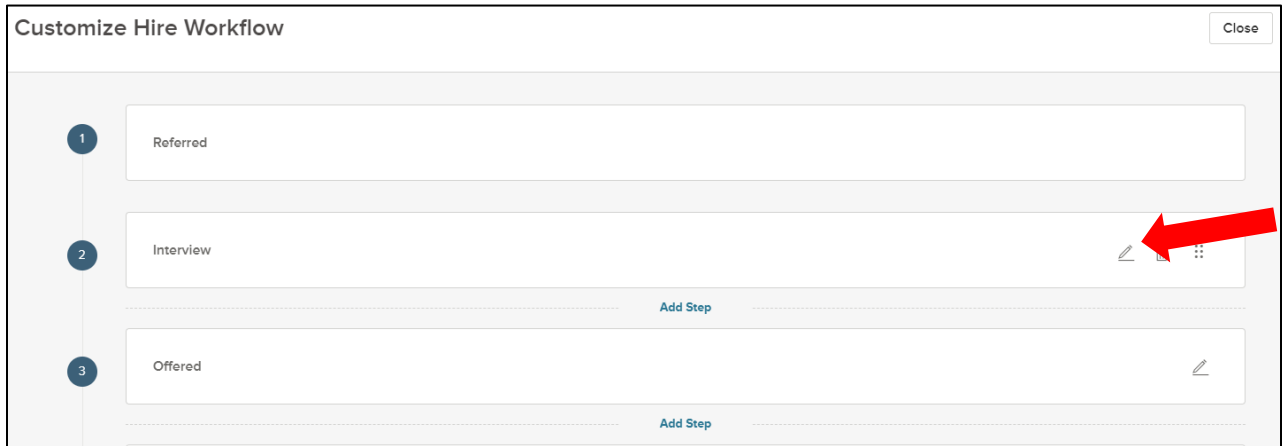 Customize Hire Workflow
Close
1
Referred
2
Interview
Add Step
3
Offered
Add Step